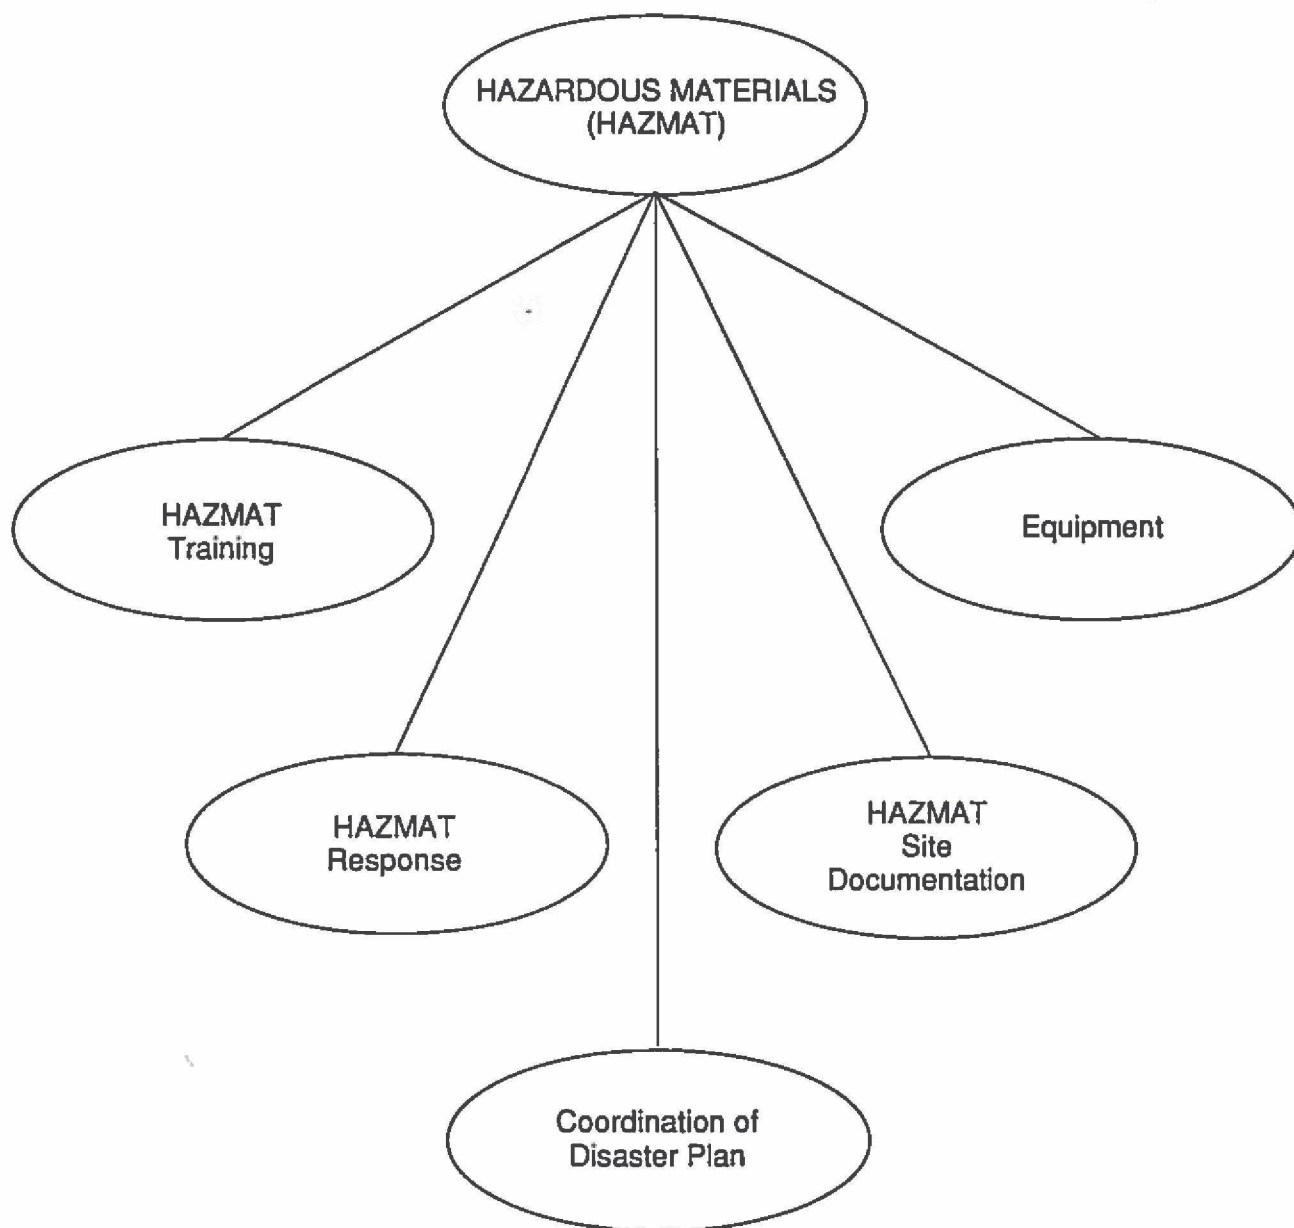 HAZARDOUS MATERIALS
(HAZMAT)
HAZMAT
Training
Equipment
HAZMAT
Response
HAZMAT
Site
Documentation
Coordination of
Disaster Plan